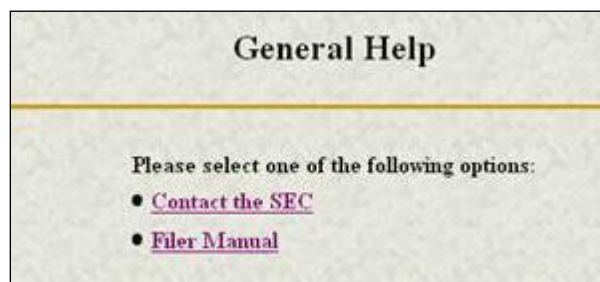 General Help
Please select one of the following options:
• Contact the SEC
• Filer Manual